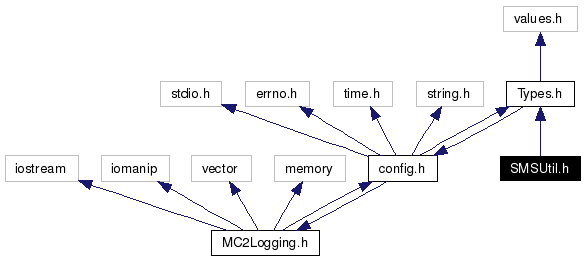 values.h
stdio.h
errno.h
time.h
string.h
Types.h
iostream
iomanip
vector
memory
config.h
SMSUtil.h
MC2Logging.h